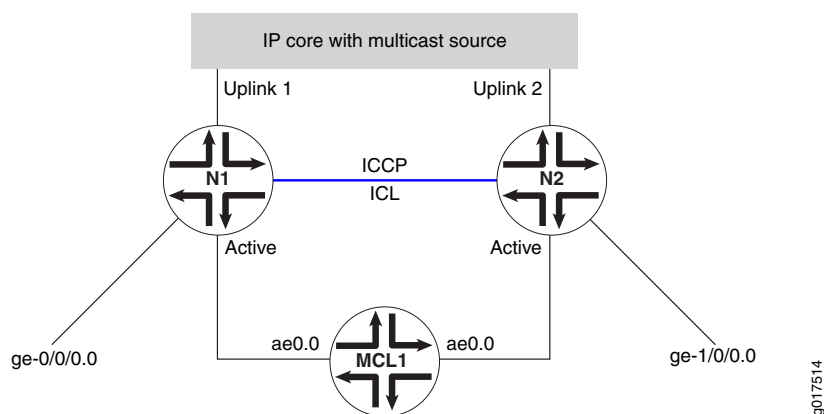 IP core with multicast source
Uplink 1
Uplink 2
N1
ICCP
ICL
N2
Active
Active
ge-0/0/0.0
ae0.0
MCL1
ae0.0
ge-1/0/0.0
g017514